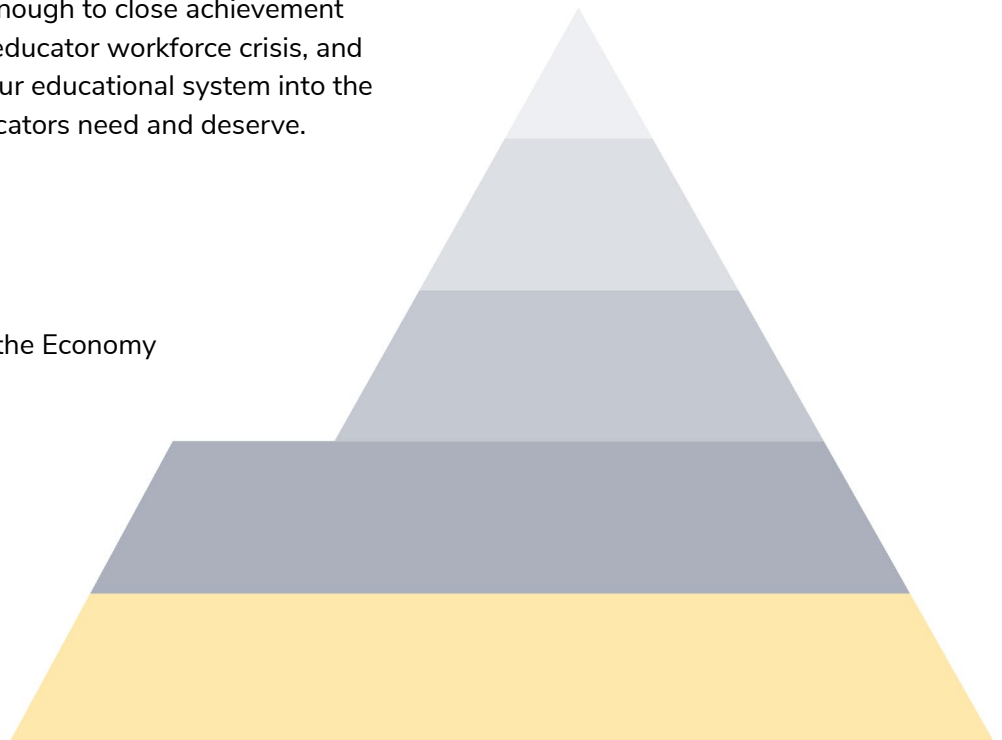 nough to close achievement
educator workforce crisis, and
ur educational system into the
cators need and deserve.
the Economy